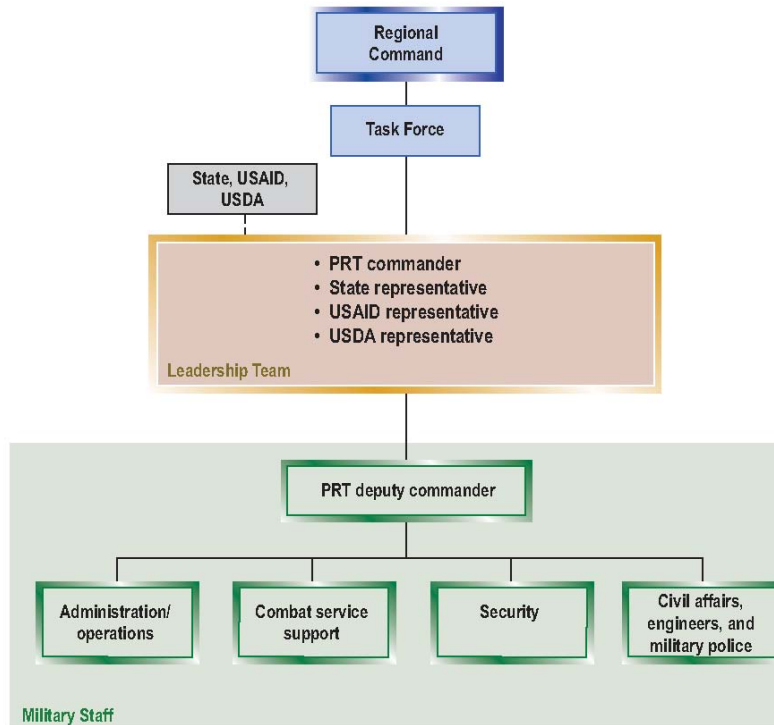 Regional
Command
Task Force
State, USAID,
USDA
• PRT commander
• State representative
• USAID representative
• USDA representative
Leadership Team
PRT deputy commander
Administration/
operations
Combat service
support
Security
Civil affairs,
engineers, and
military police
Military Staff